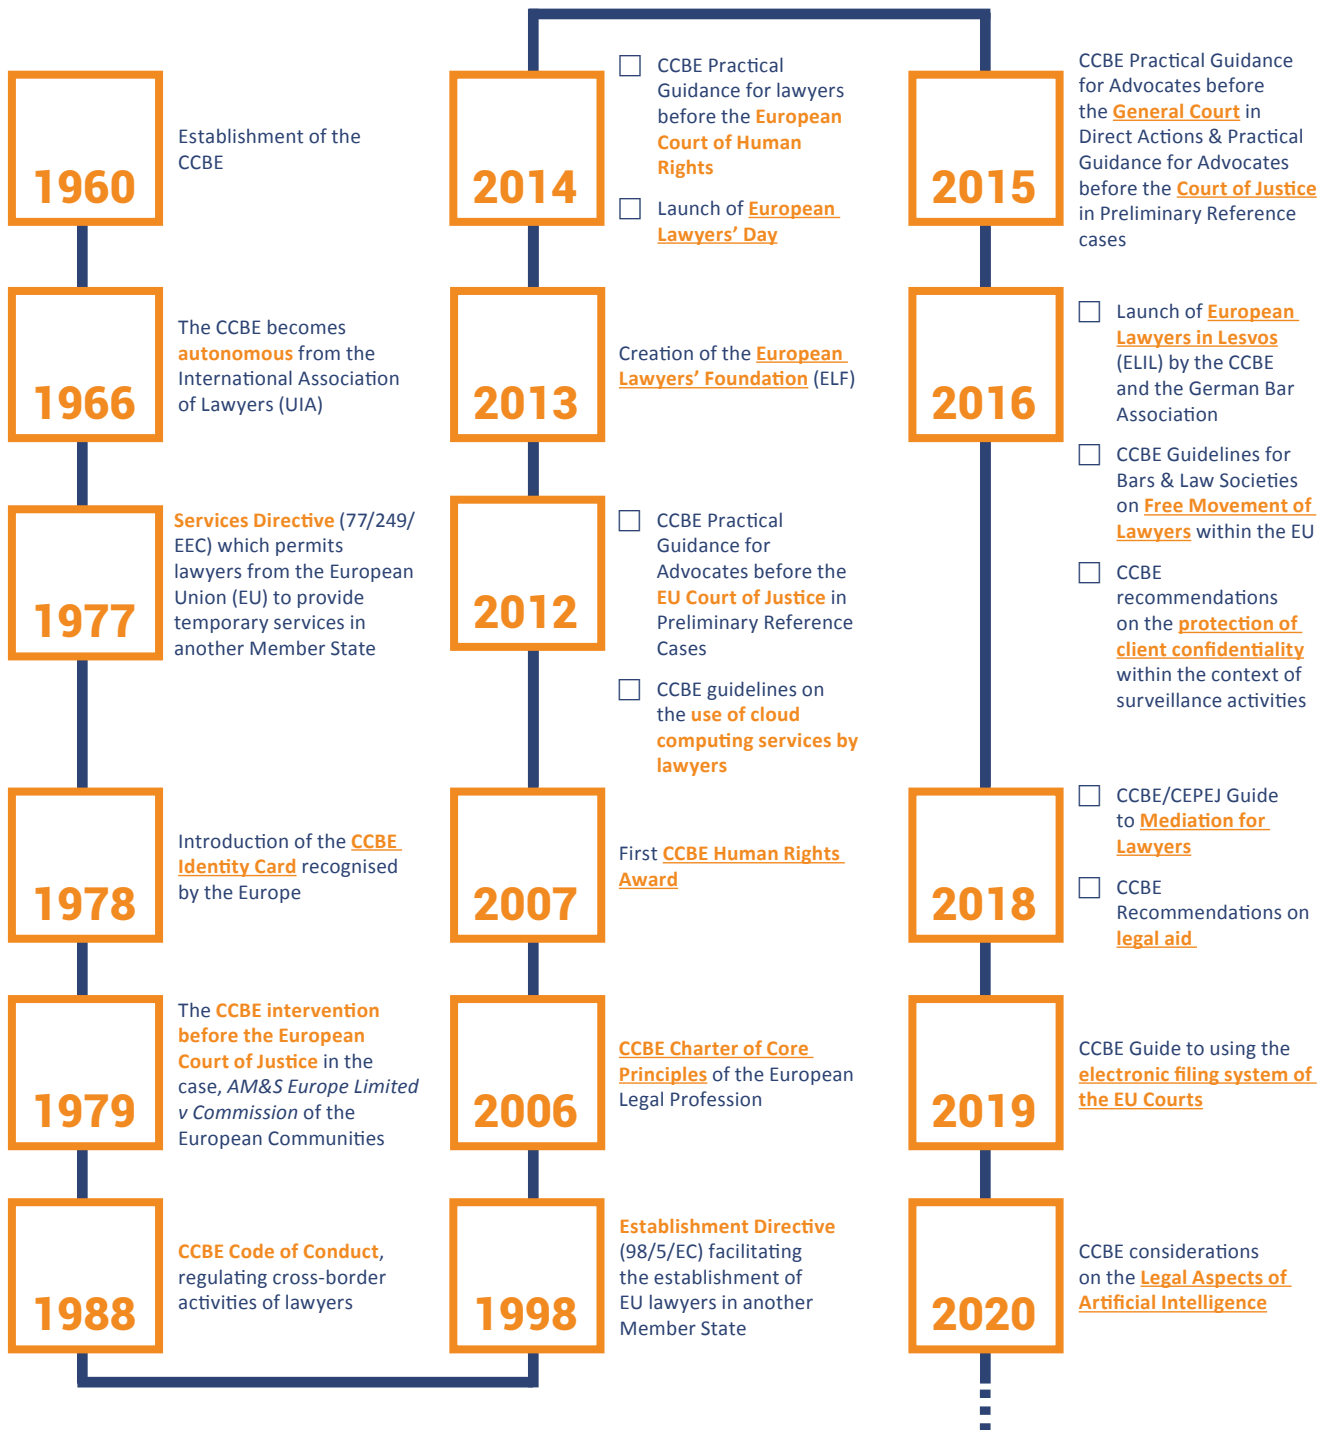 1960
Establishment of the
CCBE
1966
The CCBE becomes
autonomous from the
International Association
of Lawyers (UIA)
1977
Services Directive (77/249/
EEC) which permits
lawyers from the European
Union (EU) to provide
temporary services in
another Member State
1978
Introduction of the CCBE
Identity Card recognised
by the Europe
1979
The CCBE intervention
before the European
Court of Justice in the
case, AM&S Europe Limited
v Commission of the
European Communities
1988
CCBE Code of Conduct,
regulating cross-border
activities of lawyers
1998
Establishment Directive
(98/5/EC) facilitating
the establishment of
EU lawyers in another
Member State
2006
CCBE Charter of Core
Principles of the European
Legal Profession
2007
First CCBE Human Rights
Award
2012
CCBE Practical
Guidance for
Advocates before the
EU Court of Justice in
Preliminary Reference
Cases
CCBE guidelines on
the use of cloud
computing services by
lawyers
2013
Creation of the European
Lawyers' Foundation (ELF)
2014
CCBE Practical
Guidance for lawyers
before the European
Court of Human
Rights
Launch of European
Lawyers' Day
2015
CCBE Practical Guidance
for Advocates before
the General Court in
Direct Actions & Practical
Guidance for Advocates
before the Court of Justice
in Preliminary Reference
cases
2016
Launch of European
Lawyers in Lesvos
(ELIL) by the CCBE
and the German Bar
Association
CCBE Guidelines for
Bars & Law Societies
on Free Movement of
Lawyers within the EU
CCBE
recommendations
on the protection of
client confidentiality
within the context of
surveillance activities
2018
CCBE/CEPEJ Guide
to Mediation for
Lawyers
CCBE
Recommendations on
legal aid
2019
CCBE Guide to using the
electronic filing system of
the EU Courts
2020
CCBE considerations
on the Legal Aspects of
Artificial Intelligence